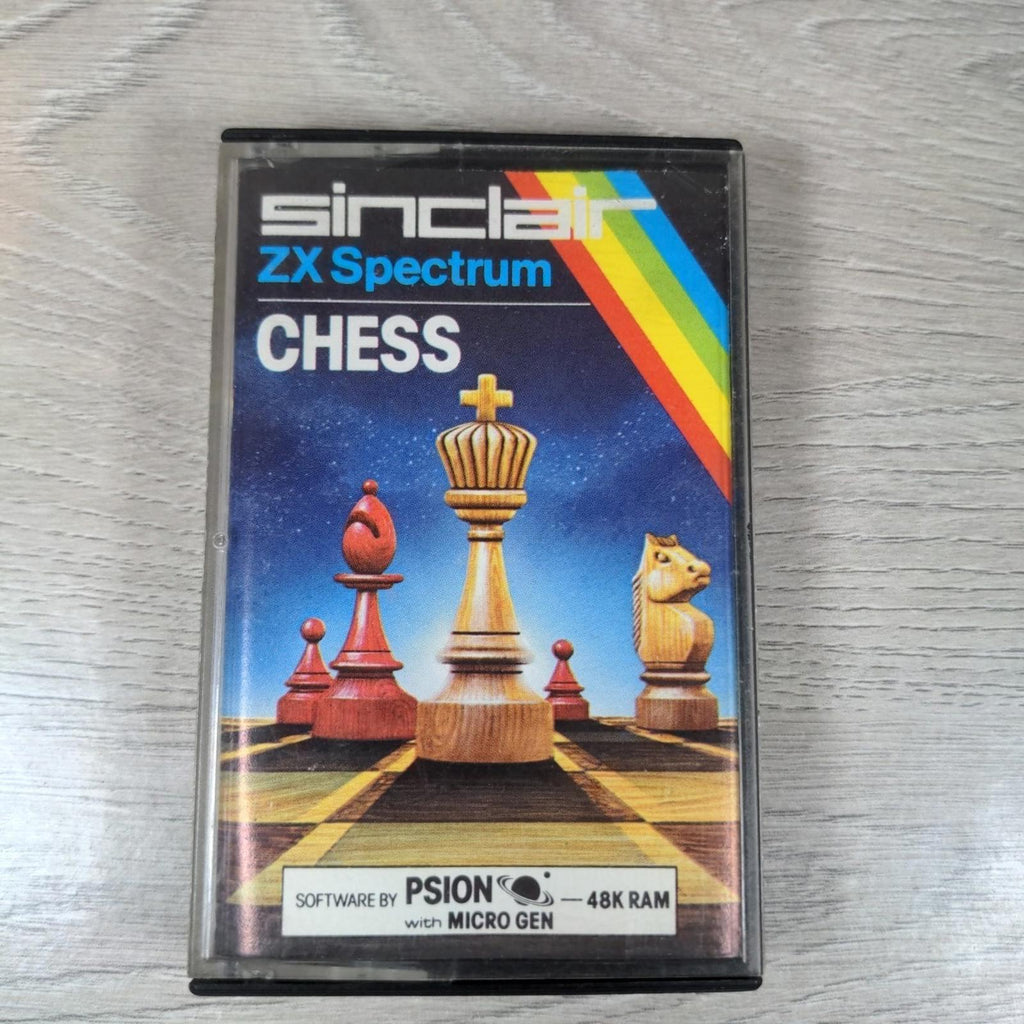 sinclair
ZX Spectrum
CHESS
SOFTWARE BY PSION — 48K RAM
with MICRO GEN